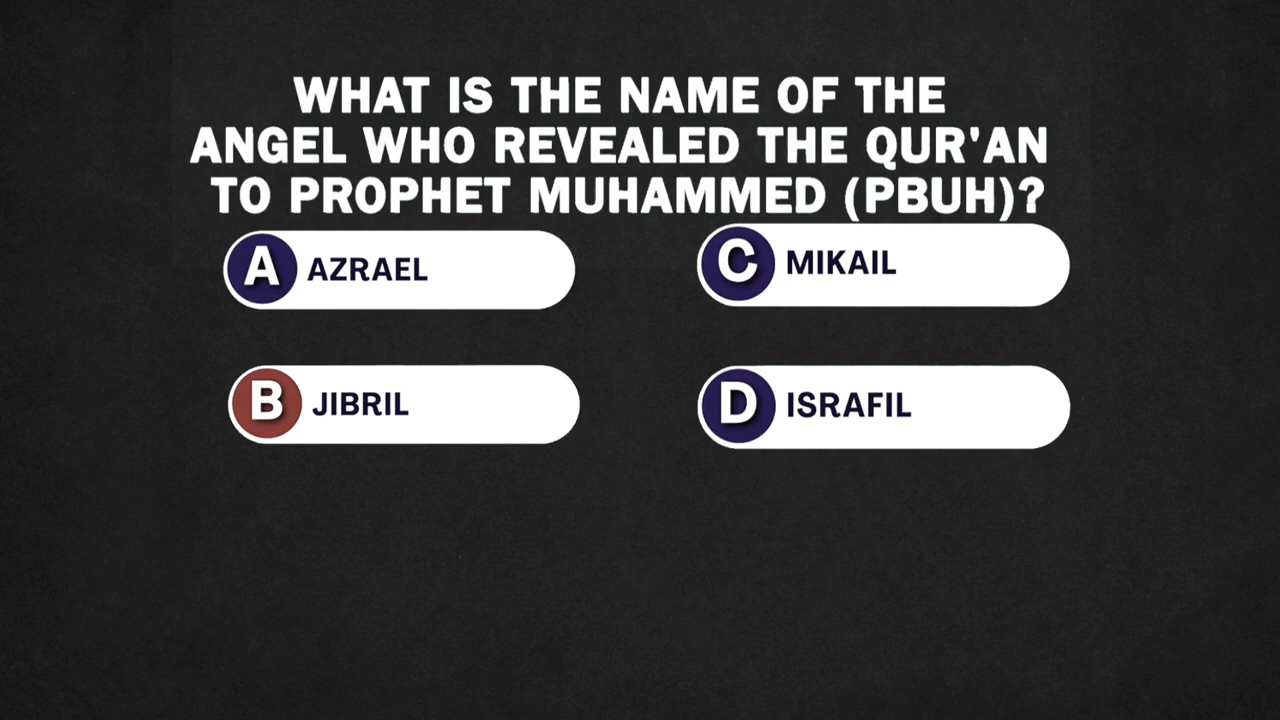 WHAT IS THE NAME OF THE
ANGEL WHO REVEALED THE QUR'AN
TO PROPHET MUHAMMED (PBUH)?
A AZRAEL
B JIBRIL
C MIKAIL
D ISRAFIL